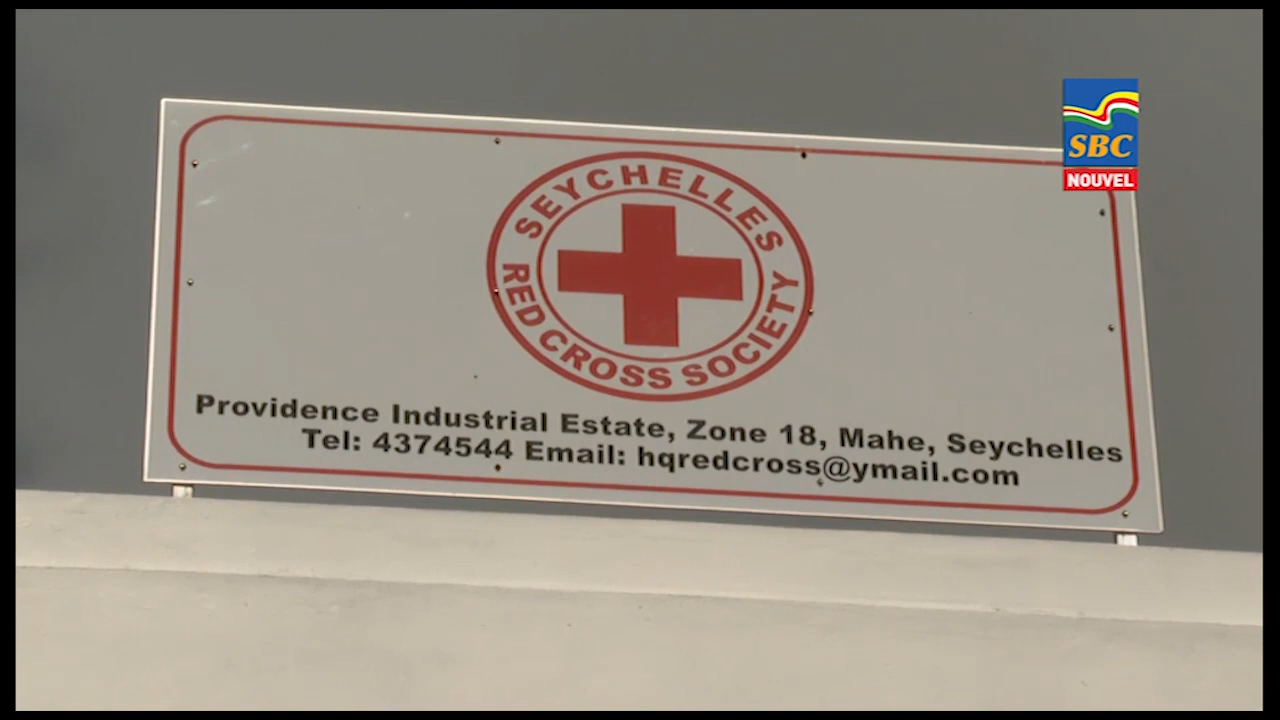 SBC
NOUVEL
SEYCHELLES
RED CROSS SOCIETY
Providence Industrial Estate, Zone 18, Mahe, Seychelles
Tel: 4374544 Email: hqredcross@ymail.com